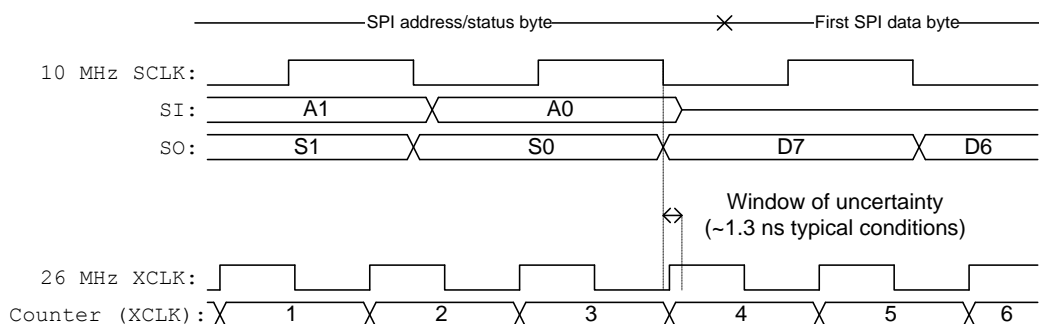 SPI address/status byte First SPI data byte
10 MHz SCLK:
SI: A1 A0
SO: S1 S0 D7 D6
Window of uncertainty
(~1.3 ns typical conditions)
26 MHz XCLK:
Counter (XCLK): 1 2 3 4 5 6